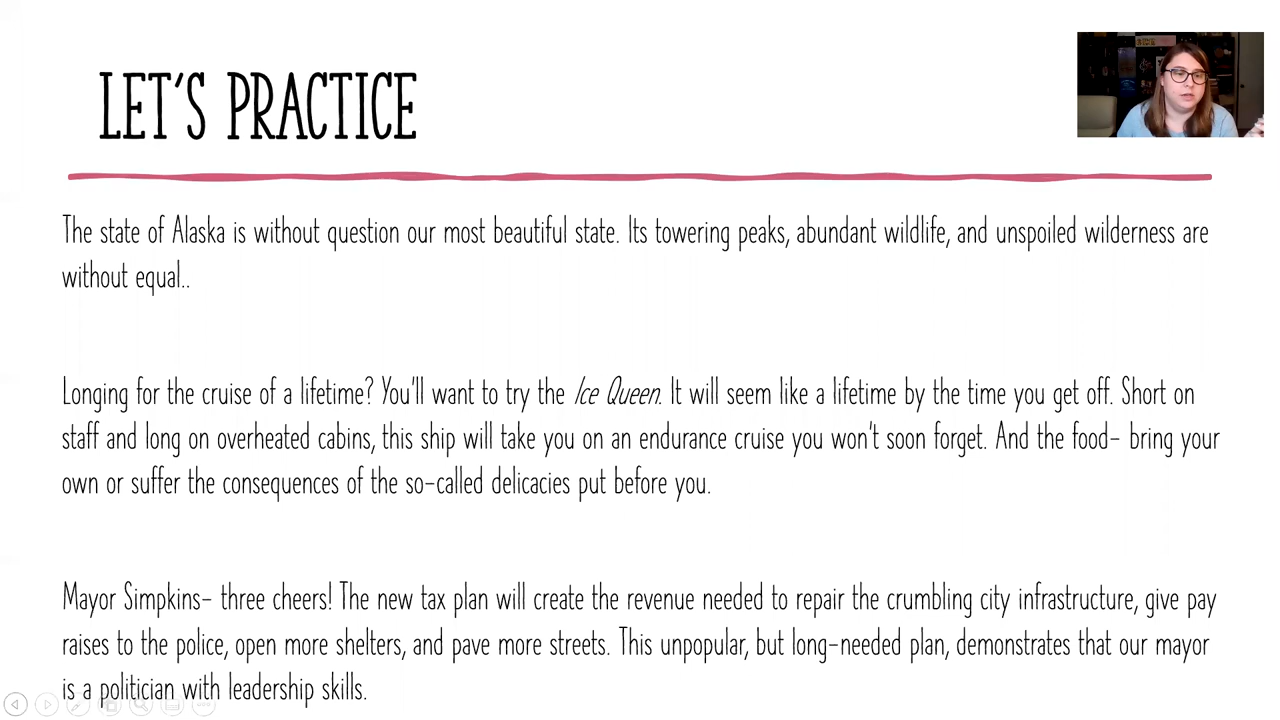 LET'S PRACTICE
The state of Alaska is without question our most beautiful state. Its towering peaks, abundant wildlife, and unspoiled wilderness are
without equal..
Longing for the cruise of a lifetime? You'll want to try the Ice Queen. It will seem like a lifetime by the time you get off. Short on
staff and long on overheated cabins, this ship will take you on an endurance cruise you won't soon forget. And the food- bring your
own or suffer the consequences of the so-called delicacies put before you.
Mayor Simpkins- three cheers! The new tax plan will create the revenue needed to repair the crumbling city infrastructure, give pay
raises to the police, open more shelters, and pave more streets. This unpopular, but long-needed plan, demonstrates that our mayor
is a politician with leadership skills.